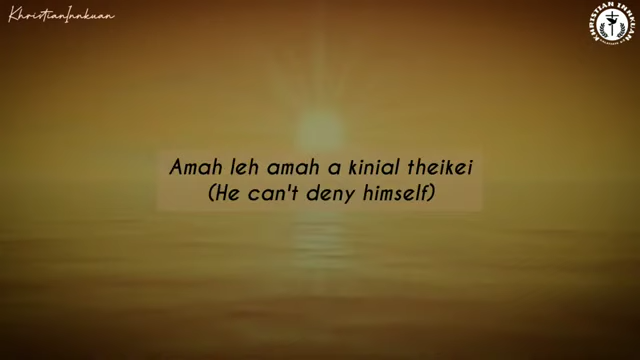 KhristianInnkuan
KHRISTIAN INNKUAN
Amah leh amah a kinial theikei
(He can't deny himself)